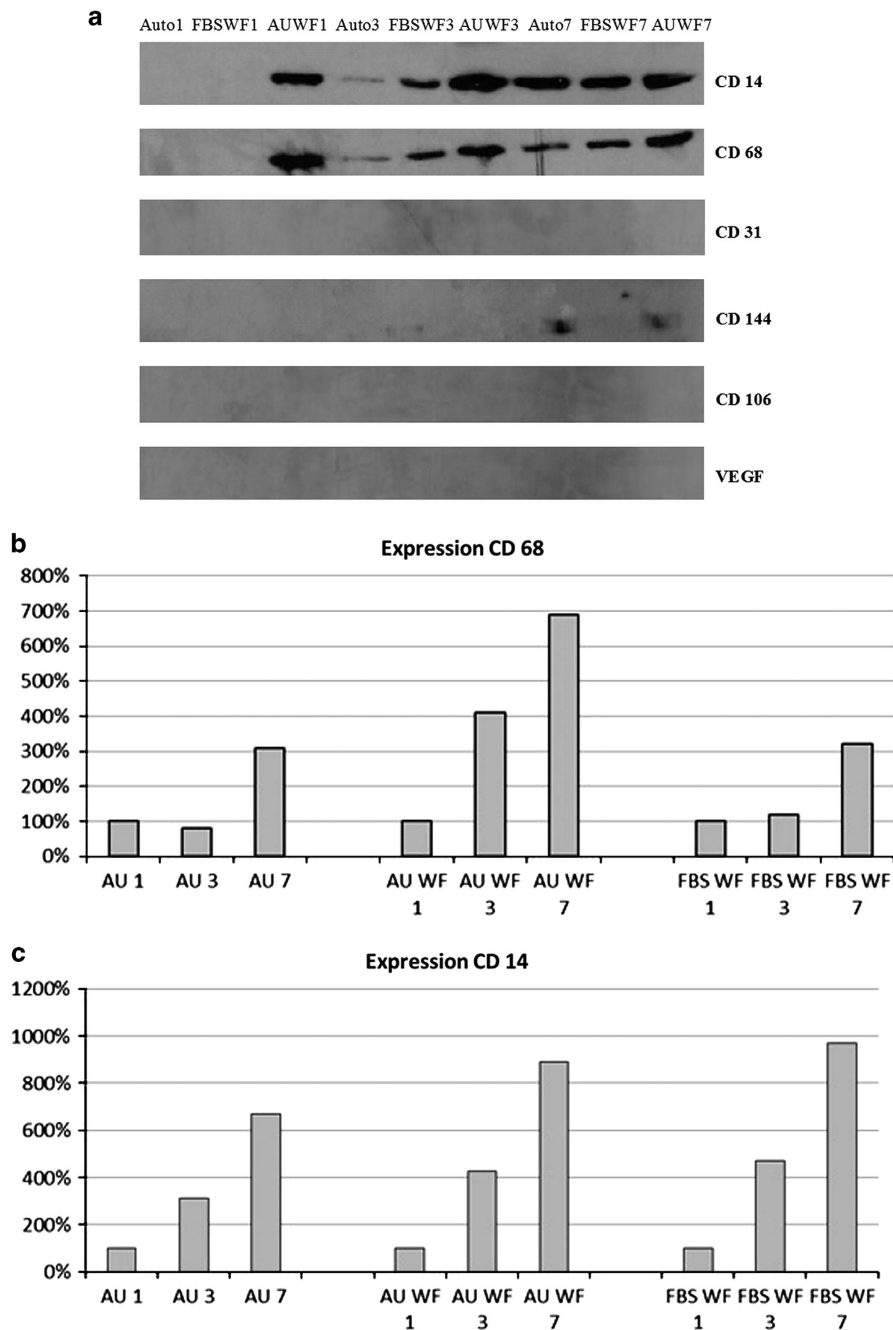 a
Auto1 FBSWF1 AUWF1 Auto3 FBSWF3 AUWF3 Auto7 FBSWF7 AUWF7
CD 14
CD 68
CD 31
CD 144
CD 106
VEGF
b
Expression CD 68
800%
700%
600%
500%
400%
300%
200%
100%
0%
AU 1 AU 3 AU 7 AU WF AU WF AU WF FBS WF FBS WF FBS WF
1 3 7 1 3 7
c
Expression CD 14
1200%
1000%
800%
600%
400%
200%
0%
AU 1 AU 3 AU 7 AU WF AU WF AU WF FBS WF FBS WF FBS WF
1 3 7 1 3 7